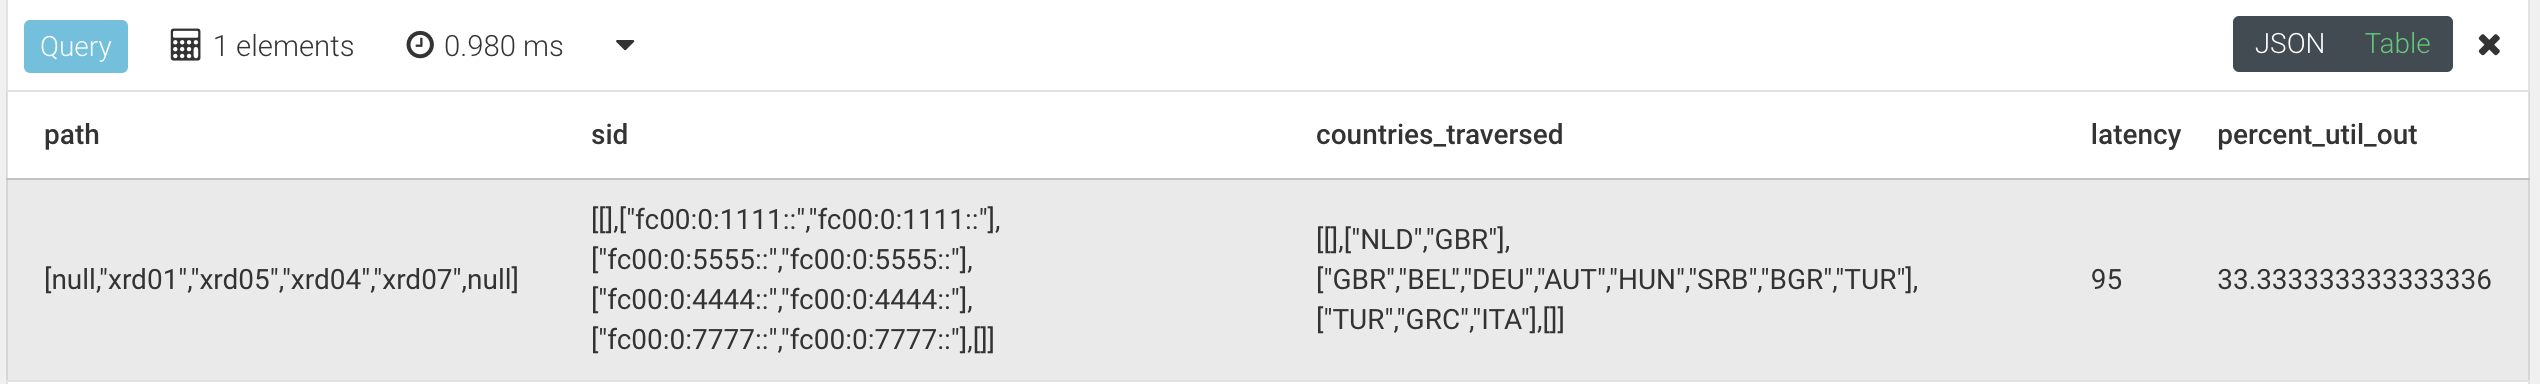 Query 1 elements 0.980 ms JSON Table
path sid countries_traversed latency percent_util_out
[null,"xrd01","xrd05","xrd04","xrd07",null]
[[],["fc00:0:1111::","fc00:0:1111::"],
["fc00:0:5555::","fc00:0:5555::"],
["fc00:0:4444::","fc00:0:4444::"],
["fc00:0:7777::","fc00:0:7777::"],[]]
[[],["NLD","GBR"],
["GBR","BEL","DEU","AUT","HUN","SRB","BGR","TUR"],
["TUR","GRC","ITA"],[]]
95
33.333333333333336